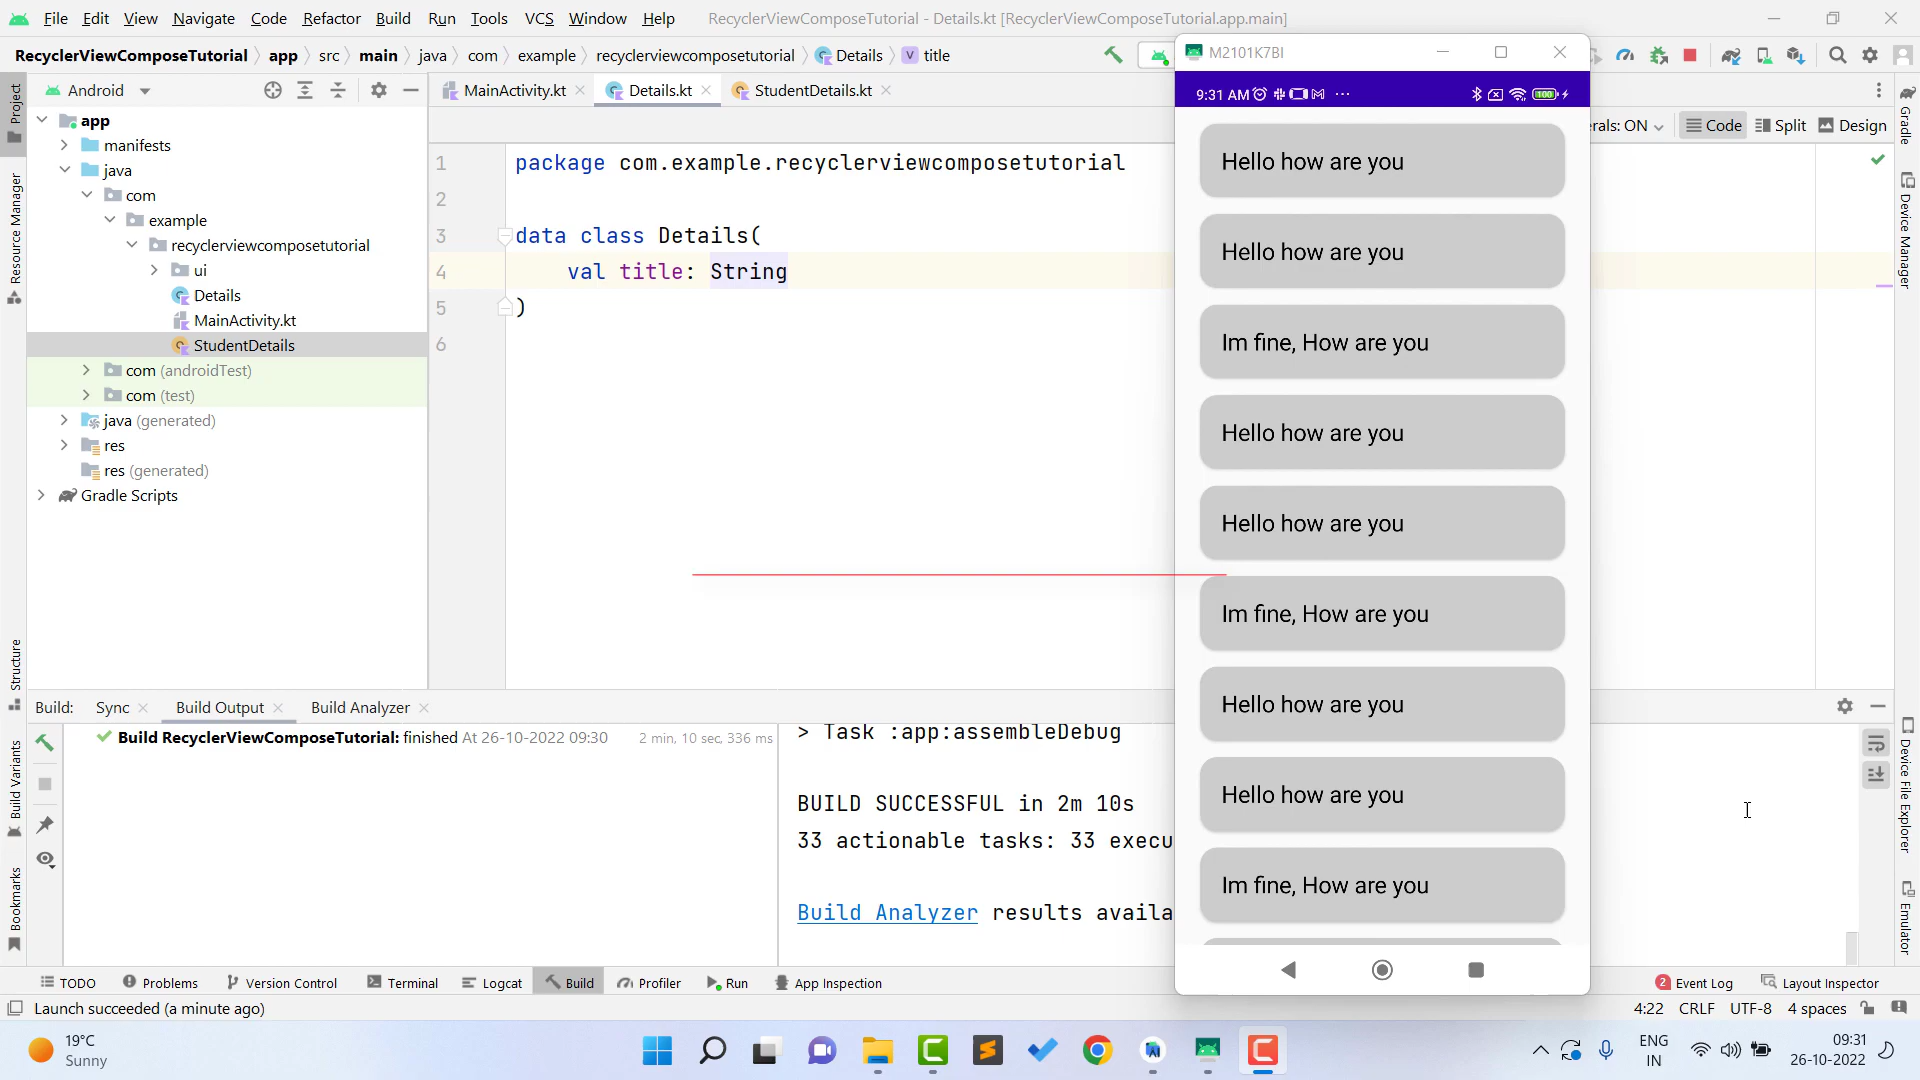 File Edit View Navigate Code Refactor Build Run Tools VCS Window Help RecyclerViewComposeTutorial - Details.kt [RecyclerViewComposeTutorial.app.main]
RecyclerViewComposeTutorial app src main java com example recyclerviewcomposetutorial Details title
Android
MainActivity.kt Details.kt StudentDetails.kt
erals: ON Code Split Design
Project
Resource Manager
Structure
Build Variants
Bookmarks
app
manifests
java
com
example
recyclerviewcomposetutorial
ui
Details
MainActivity.kt
StudentDetails
com (androidTest)
com (test)
java (generated)
res
res (generated)
Gradle Scripts
1 package com.example.recyclerviewcomposetutorial
2
3 data class Details(
4 val title: String
5 )
6
M2101K7BI
9:31 AM 100
Hello how are you
Hello how are you
Im fine, How are you
Hello how are you
Hello how are you
Im fine, How are you
Hello how are you
Hello how are you
Im fine, How are you
Gradle
Device Manager
Device File Explorer
Emulator
Build: Sync Build Output Build Analyzer
Build RecyclerViewComposeTutorial: finished At 26-10-2022 09:30 2 min, 10 sec, 336 ms
> Task :app:assembleDebug
BUILD SUCCESSFUL in 2m 10s
33 actionable tasks: 33 execu
Build Analyzer results availa
TODO Problems Version Control Terminal Logcat Build Profiler Run App Inspection 2 Event Log Layout Inspector
Launch succeeded (a minute ago) 4:22 CRLF UTF-8 4 spaces
19°C
Sunny
ENG
IN
09:31
26-10-2022